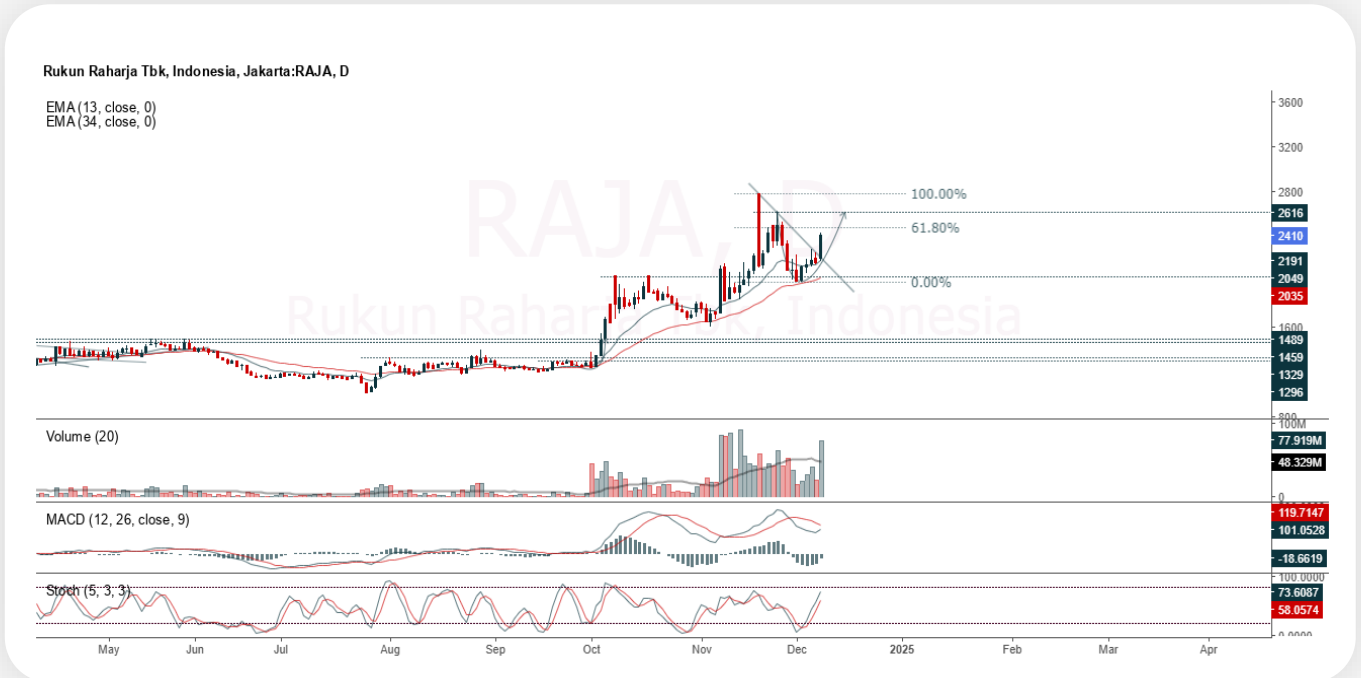 Rukun Raharja Tbk, Indonesia, Jakarta:RAJA, D
EMA (13, close, 0)
EMA (34, close, 0)
RAJA, D
Rukun Raharja Tbk, Indonesia
100.00%
61.80%
0.00%
3600
3200
2800
2616
2410
2191
2049
2035
1600
1489
1459
1329
1296
800
Volume (20)
100M
77.919M
48.329M
0
MACD (12, 26, close, 9)
119.7147
101.0528
-18.6619
Stoch (5, 3, 3)
100.0000
73.6087
58.0574
0.0000
May Jun Jul Aug Sep Oct Nov Dec 2025 Feb Mar Apr